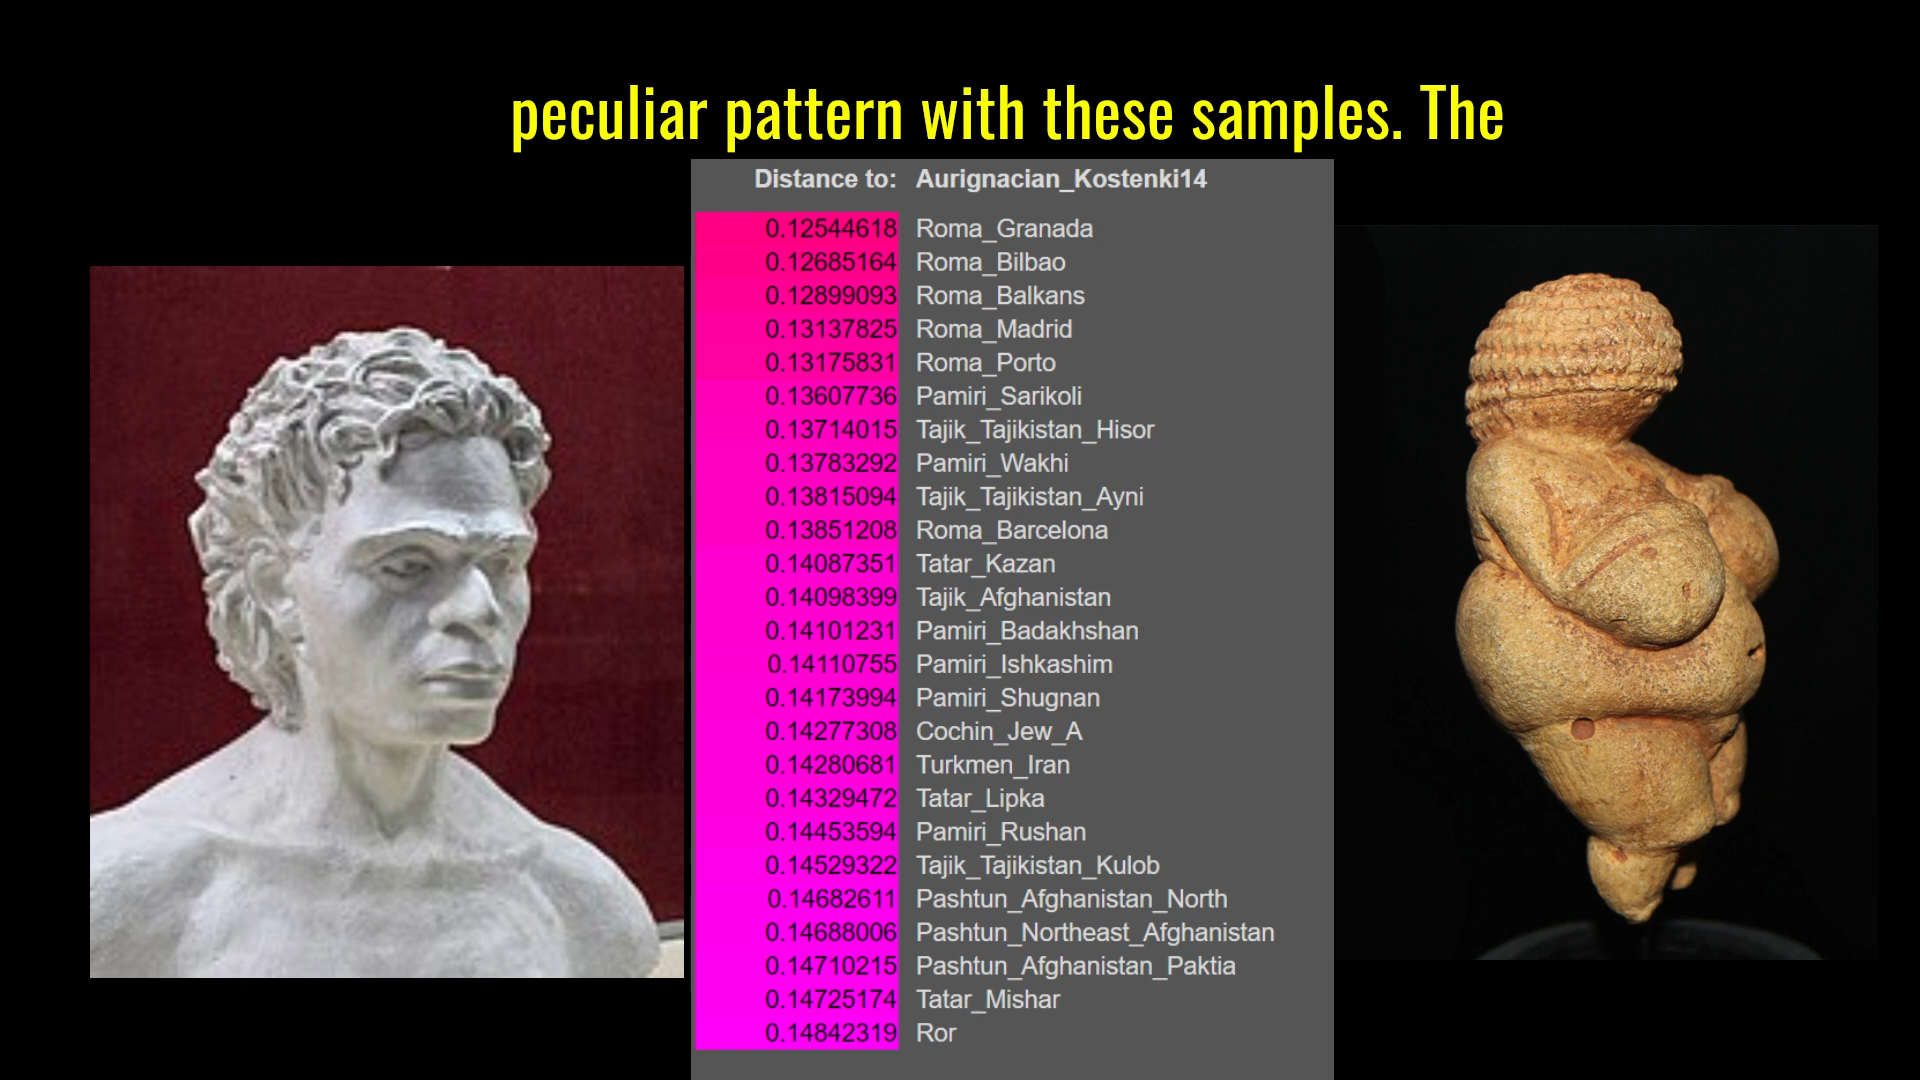 peculiar pattern with these samples. The
Distance to: Aurignacian_Kostenki14
0.12544618 Roma_Granada
0.12685164 Roma_Bilbao
0.12899093 Roma_Balkans
0.13137825 Roma_Madrid
0.13175831 Roma_Porto
0.13607736 Pamiri_Sarikoli
0.13714015 Tajik_Tajikistan_Hisor
0.13783292 Pamiri_Wakhi
0.13815094 Tajik_Tajikistan_Ayni
0.13851208 Roma_Barcelona
0.14087351 Tatar_Kazan
0.14098399 Tajik_Afghanistan
0.14101231 Pamiri_Badakhshan
0.14110755 Pamiri_Ishkashim
0.14173994 Pamiri_Shugnan
0.14277308 Cochin_Jew_A
0.14280681 Turkmen_Iran
0.14329472 Tatar_Lipka
0.14453594 Pamiri_Rushan
0.14529322 Tajik_Tajikistan_Kulob
0.14682611 Pashtun_Afghanistan_North
0.14688006 Pashtun_Northeast_Afghanistan
0.14710215 Pashtun_Afghanistan_Paktia
0.14725174 Tatar_Mishar
0.14842319 Ror